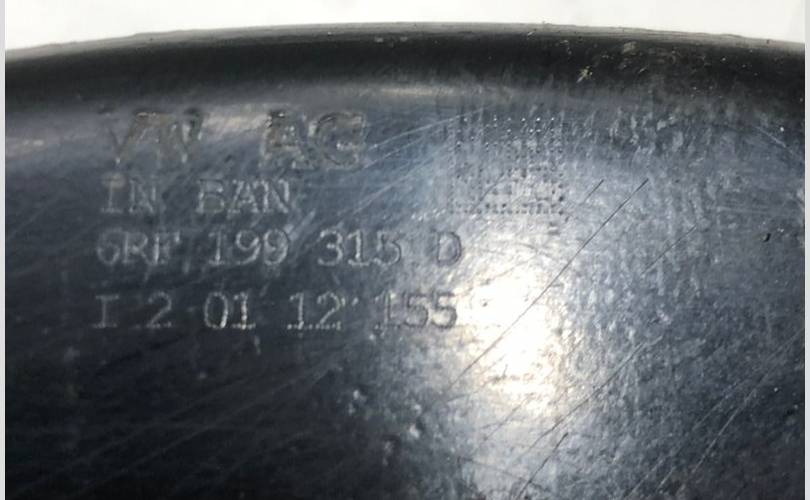 VW AG
IN BAN
6RF 199 315 D
I 2 01 12 155